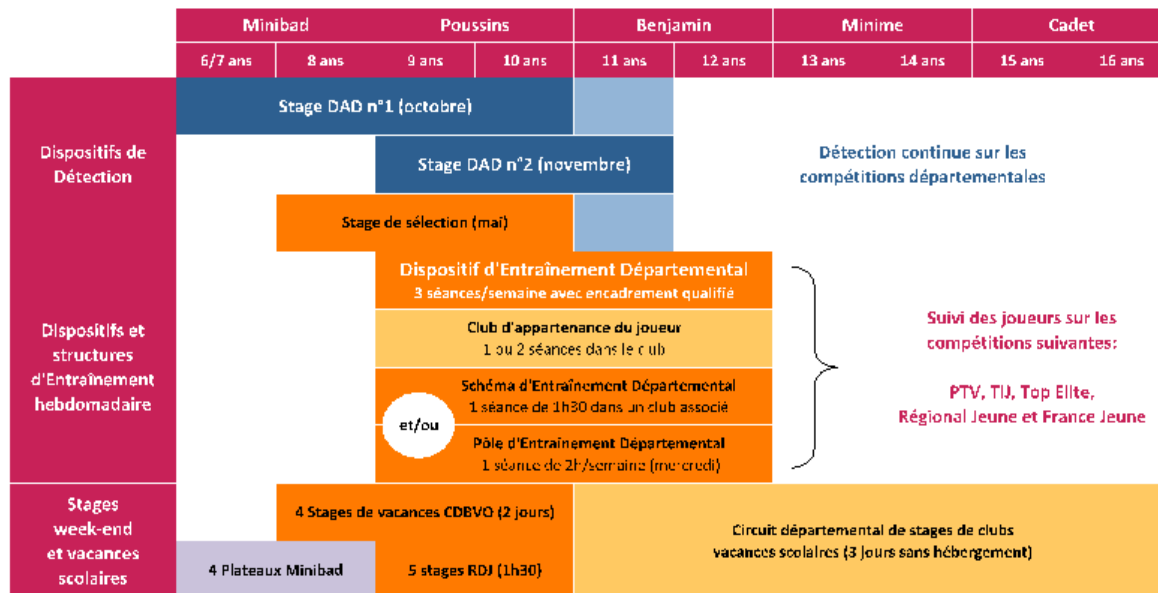 Minibad Poussins Benjamin Minime Cadet
6/7 ans 8 ans 9 ans 10 ans 11 ans 12 ans 13 ans 14 ans 15 ans 16 ans
Dispositifs de
Détection
Stage DAD n°1 (octobre)
Stage DAD n°2 (novembre)
Stage de sélection (mai)
Détection continue sur les
compétitions départementales
Dispositifs et
structures
d'Entraînement
hebdomadaire
Dispositif d'Entraînement Départemental
3 séances/semaine avec encadrement qualifié
Club d'appartenance du joueur
1 ou 2 séances dans le club
Schéma d'Entraînement Départemental
1 séance de 1h30 dans un club associé
et/ou
Pôle d'Entraînement Départemental
1 séance de 2h/semaine (mercredi)
Suivi des joueurs sur les
compétitions suivantes:
PTV, TIJ, Top Elite,
Régional Jeune et France Jeune
Stages
week-end
et vacances
scolaires
4 Stages de vacances CDBVO (2 jours)
4 Plateaux Minibad
5 stages RDJ (1h30)
Circuit départemental de stages de clubs
vacances scolaires (3 jours sans hébergement)